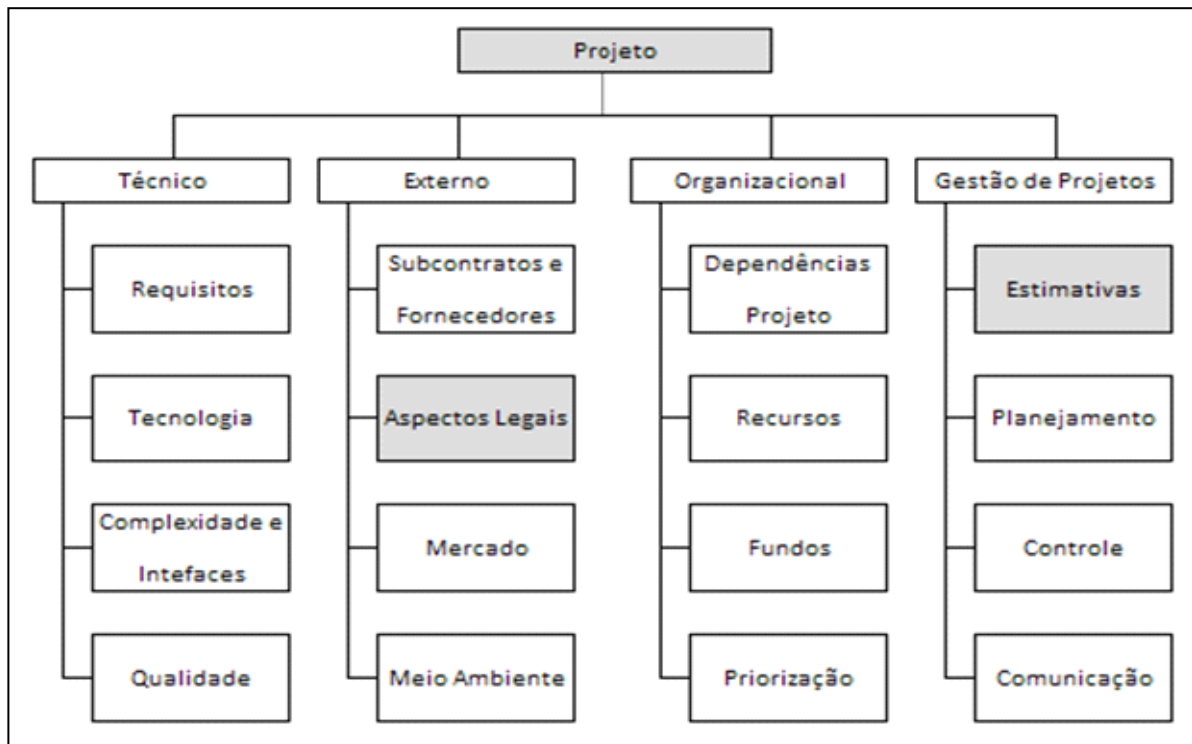 Projeto
Técnico
Externo
Organizacional
Gestão de Projetos
Requisitos
Subcontratos e
Fornecedores
Dependências
Projeto
Estimativas
Tecnologia
Aspectos Legais
Recursos
Planejamento
Complexidade e
Intefaces
Mercado
Fundos
Controle
Qualidade
Meio Ambiente
Priorização
Comunicação